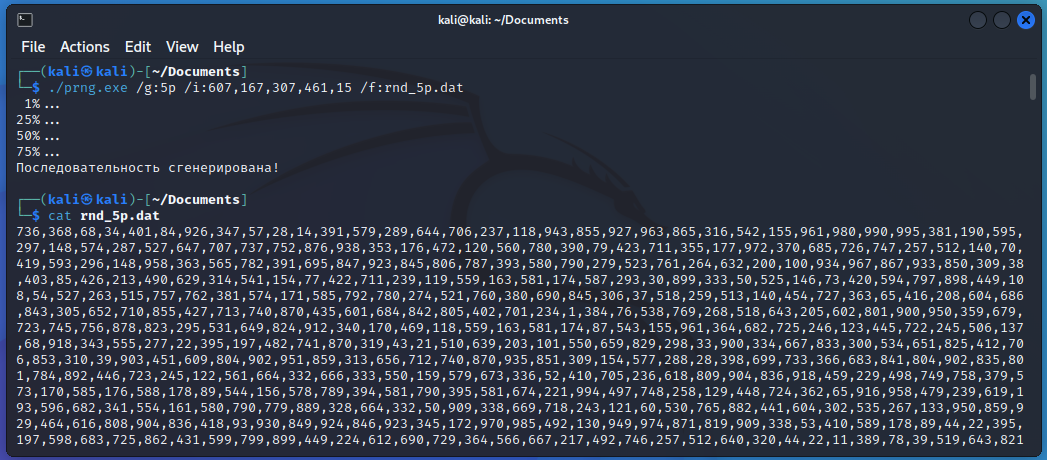 kali@kali: ~/Documents
File Actions Edit View Help
┌──(kali㉿kali)-[~/Documents]
└─$ ./prng.exe /g:5p /i:607,167,307,461,15 /f:rnd_5p.dat
1%...
25%...
50%...
75%...
Последовательность сгенерирована!
┌──(kali㉿kali)-[~/Documents]
└─$ cat rnd_5p.dat
736,368,68,34,401,84,926,347,57,28,14,391,579,289,644,706,237,118,943,855,927,963,865,316,542,155,961,980,990,995,381,190,595,
297,148,574,287,527,647,707,737,752,876,938,353,176,472,120,560,780,390,79,423,711,355,177,972,370,685,726,747,257,512,140,70,
419,593,296,148,958,363,565,782,391,695,847,923,845,806,787,393,580,790,279,523,761,264,632,200,100,934,967,867,933,850,309,38
,403,85,426,213,490,629,314,541,154,77,422,711,239,119,559,163,581,174,587,293,30,899,333,50,525,146,73,420,594,797,898,449,10
8,54,527,263,515,757,762,381,574,171,585,792,780,274,521,760,380,690,845,306,37,518,259,513,140,454,727,363,65,416,208,604,686
,843,305,652,710,855,427,713,740,870,435,601,684,842,805,402,701,234,1,384,76,538,769,268,518,643,205,602,801,900,950,359,679,
723,745,756,878,823,295,531,649,824,912,340,170,469,118,559,163,581,174,87,543,155,961,364,682,725,246,123,445,722,245,506,137
,68,918,343,555,277,22,395,197,482,741,870,319,43,21,510,639,203,101,550,659,829,298,33,900,334,667,833,300,534,651,825,412,70
6,853,310,39,903,451,609,804,902,951,859,313,656,712,740,870,935,851,309,154,577,288,28,398,699,733,366,683,841,804,902,835,80
1,784,892,446,723,245,122,561,664,332,666,333,550,159,579,673,336,52,410,705,236,618,809,904,836,918,459,229,498,749,758,379,5
73,170,585,176,588,178,89,544,156,578,789,394,581,790,395,581,674,221,994,497,748,258,129,448,724,362,65,916,958,479,239,619,1
93,596,682,341,554,161,580,790,779,889,328,664,332,50,909,338,669,718,243,121,60,530,765,882,441,604,302,535,267,133,950,859,9
29,464,616,808,904,836,418,93,930,849,924,846,923,345,172,970,985,492,130,949,974,871,819,909,338,53,410,589,178,89,44,22,395,
197,598,683,725,862,431,599,799,899,449,224,612,690,729,364,566,667,217,492,746,257,512,640,320,44,22,11,389,78,39,519,643,821